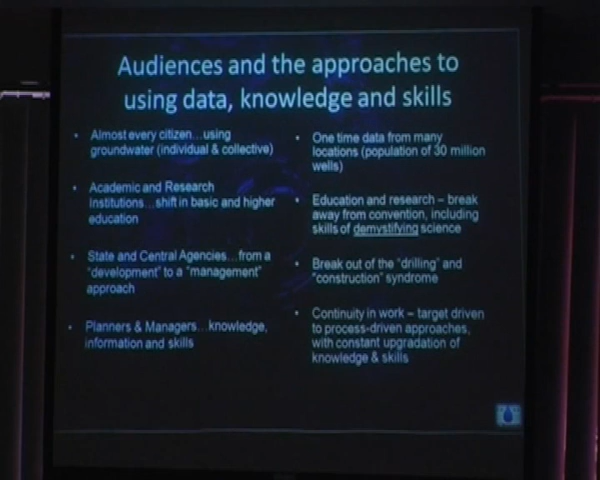 Audiences and the approaches to
using data, knowledge and skills
• Almost every citizen…using
groundwater (individual & collective)
• Academic and Research
Institutions…shift in basic and higher
education
• State and Central Agencies…from a
"development" to a "management"
approach
• Planners & Managers…knowledge,
information and skills
• One time data from many
locations (population of 30 million
wells)
• Education and research – break
away from convention, including
skills of demystifying science
• Break out of the "drilling" and
"construction" syndrome
• Continuity in work – target driven
to process-driven approaches,
with constant upgradation of
knowledge & skills